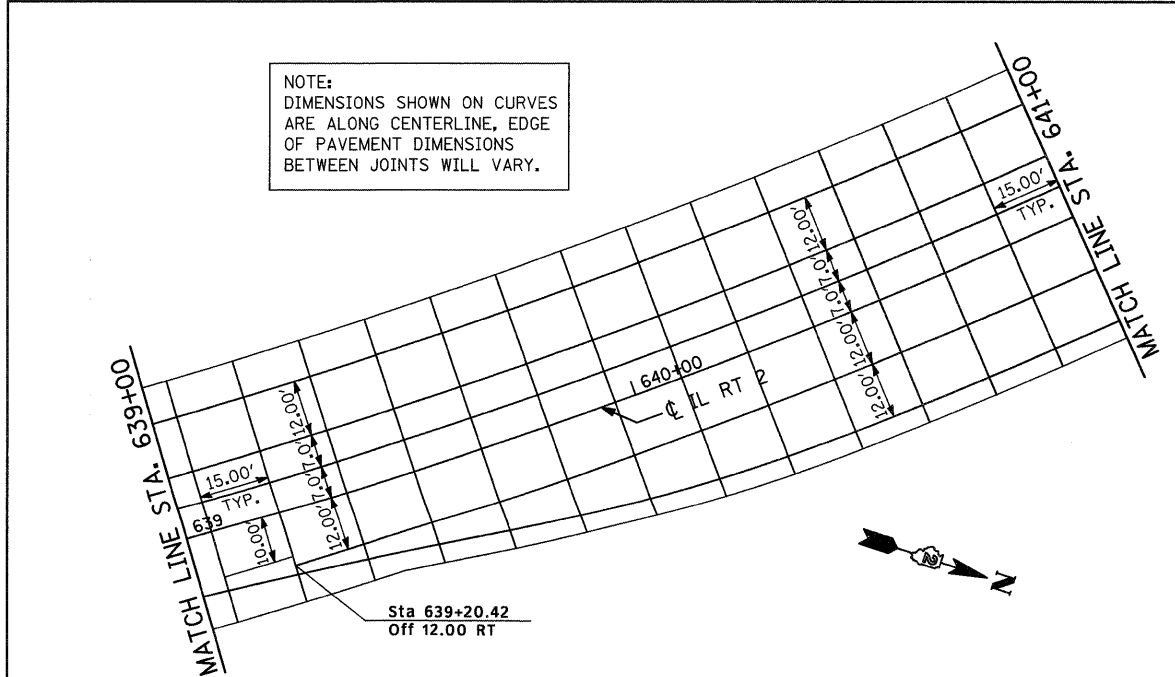 NOTE:
DIMENSIONS SHOWN ON CURVES
ARE ALONG CENTERLINE, EDGE
OF PAVEMENT DIMENSIONS
BETWEEN JOINTS WILL VARY.
MATCH LINE STA. 641+00
15.00'
TYP.
12.00'
7.0'
7.0'
12.00'
12.00'
640+00
℄ IL RT 2
MATCH LINE STA. 639+00
12.00'
7.0'
7.0'
12.00'
15.00'
TYP.
639
10.00'
Sta 639+20.42
Off 12.00 RT
2
N